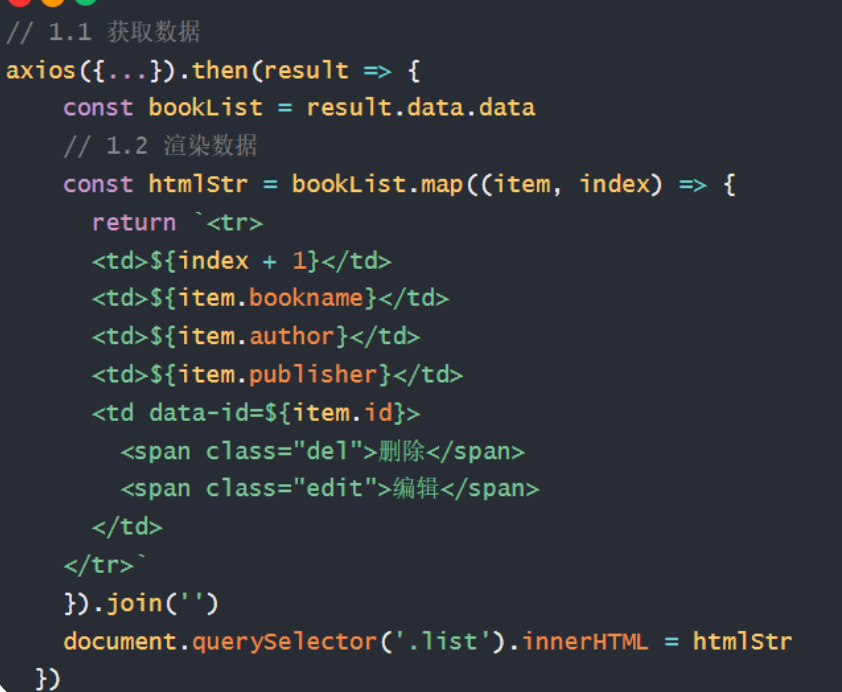 // 1.1 获取数据
axios({...}).then(result => {
    const bookList = result.data.data
    // 1.2 渲染数据
    const htmlStr = bookList.map((item, index) => {
      return `<tr>
      <td>${index + 1}</td>
      <td>${item.bookname}</td>
      <td>${item.author}</td>
      <td>${item.publisher}</td>
      <td data-id=${item.id}>
        <span class="del">删除</span>
        <span class="edit">编辑</span>
      </td>
    </tr>`
    }).join('')
    document.querySelector('.list').innerHTML = htmlStr
  })